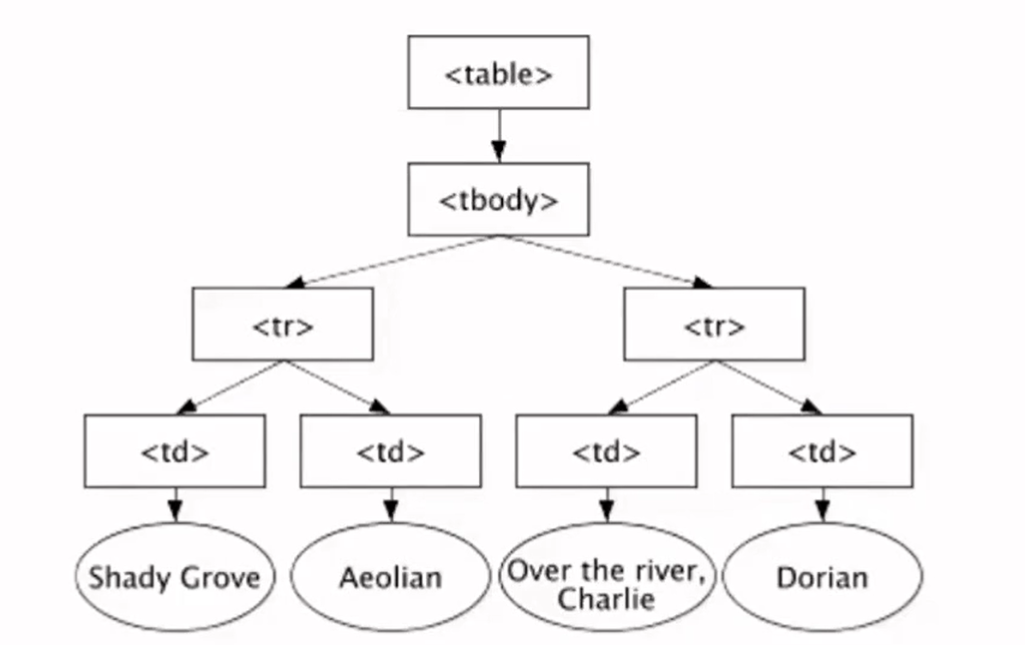 <table>
<tbody>
<tr>
<tr>
<td>
<td>
<td>
<td>
Shady Grove
Aeolian
Over the river,
Charlie
Dorian